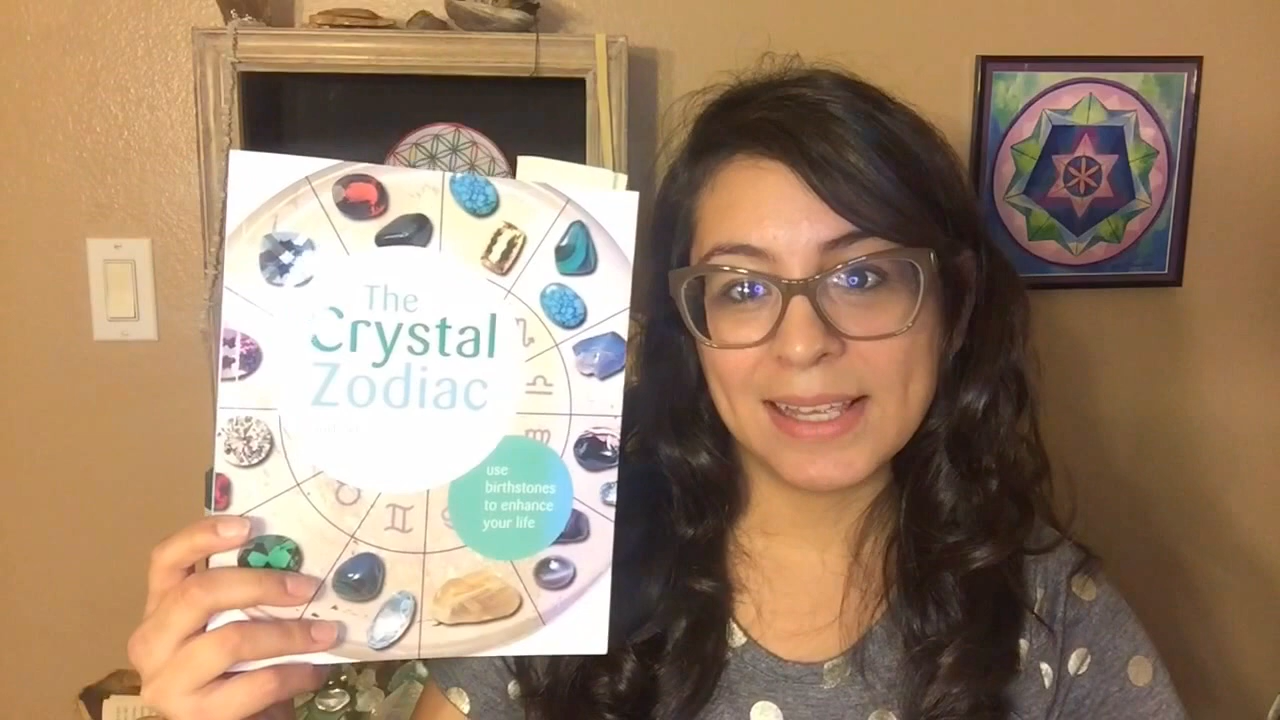 The
Crystal
Zodiac
use
birthstones
to enhance
your life